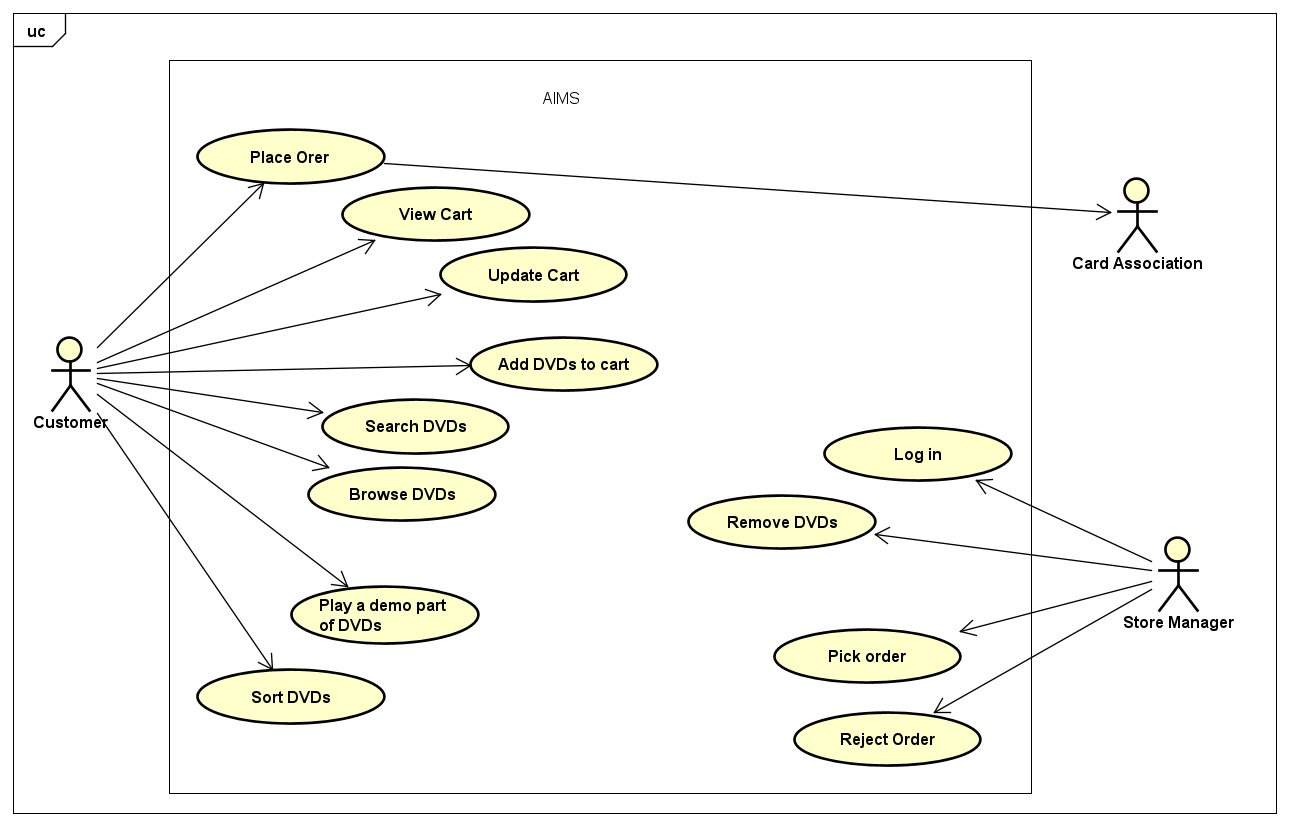 uc
AIMS
Place Orer
View Cart
Update Cart
Add DVDs to cart
Search DVDs
Browse DVDs
Play a demo part
of DVDs
Sort DVDs
Customer
Card Association
Log in
Remove DVDs
Pick order
Reject Order
Store Manager